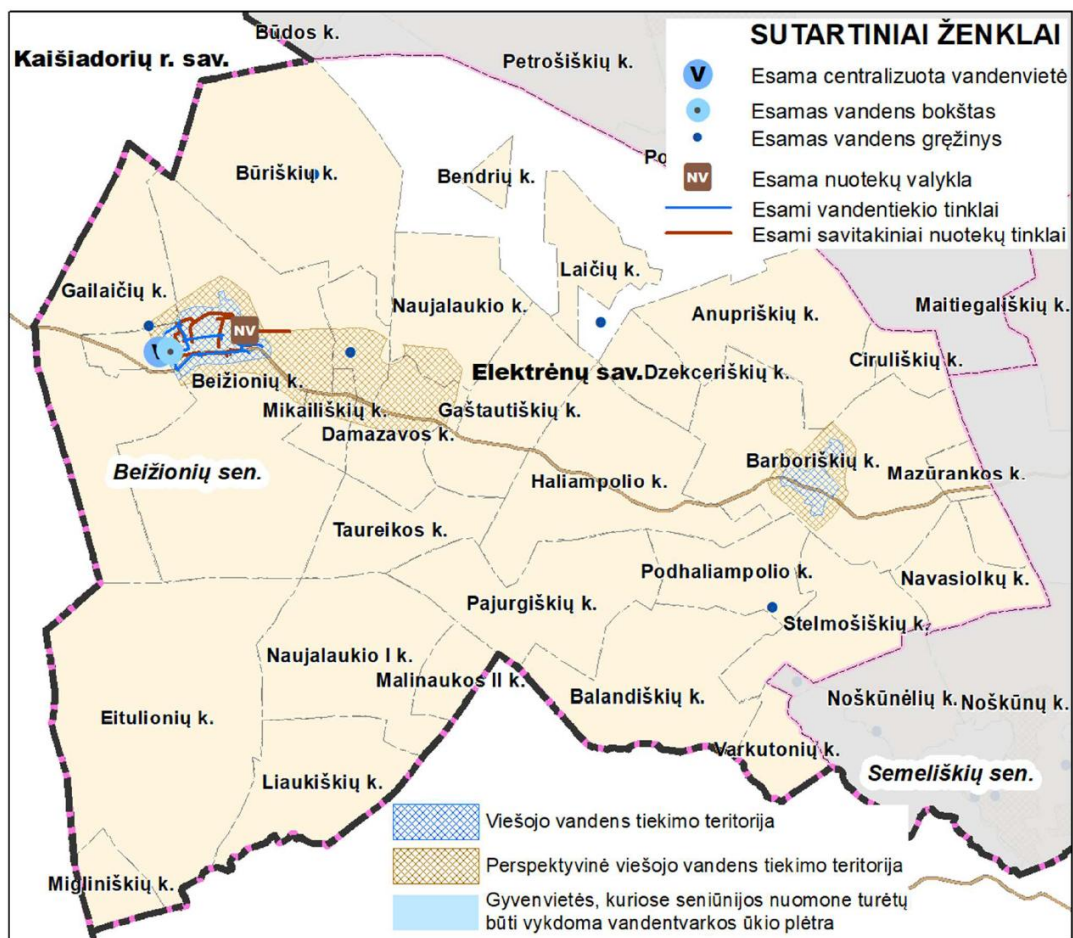 Būdos k.
SUTARTINIAI ŽENKLAI
Kaišiadorių r. sav.
Petrošiškių k.
V Esama centralizuota vandenvietė
Esamas vandens bokštas
Esamas vandens gręžinys
Po
Būriškių k.
Bendrių k.
NV Esama nuotekų valykla
Esami vandentiekio tinklai
Esami savitakiniai nuotekų tinklai
Laičių k.
Gailaičių k.
Naujalaukio k.
Anupriškių k.
Maitiegališkių k.
NV
V
Ciruliškių k.
Beižionių k.
Elektrėnų sav.
Dzekceriškių k.
Mikailiškių k.
Gaštautiškių k.
Damazavos k.
Beižionių sen.
Barboriškių k.
Mazūrankos k.
Haliampolio k.
Taureikos k.
Podhaliampolio k.
Navasiolkų k.
Pajurgiškių k.
Stelmošiškių k.
Naujalaukio I k.
Malinaukos II k.
Balandiškių k.
Noškūnėlių k.
Noškūnų k.
Eitulionių k.
Varkutonių k.
Liaukiškių k.
Semeliškių sen.
Viešojo vandens tiekimo teritorija
Perspektyvinė viešojo vandens tiekimo teritorija
Migliniškių k.
Gyvenvietės, kuriose seniūnijos nuomone turėtų
būti vykdoma vandentvarkos ūkio plėtra